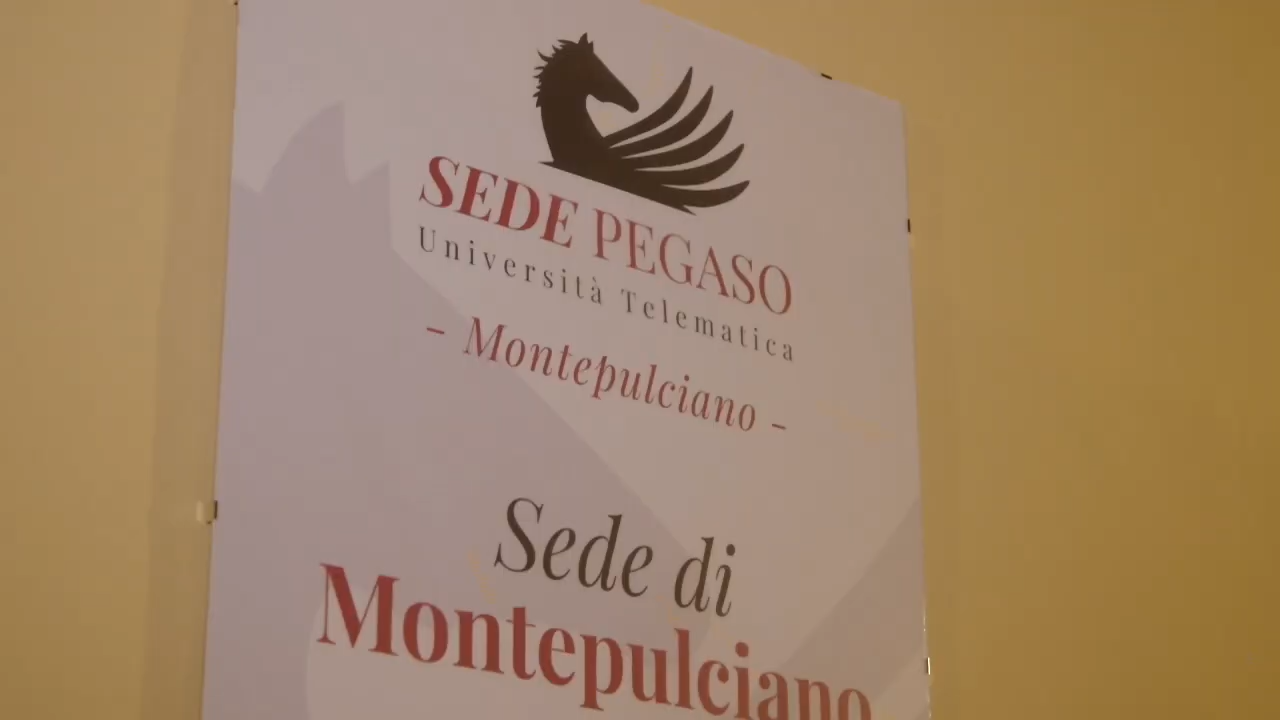 SEDE PEGASO
Università Telematica
- Montepulciano -
Sede di
Montepulciano